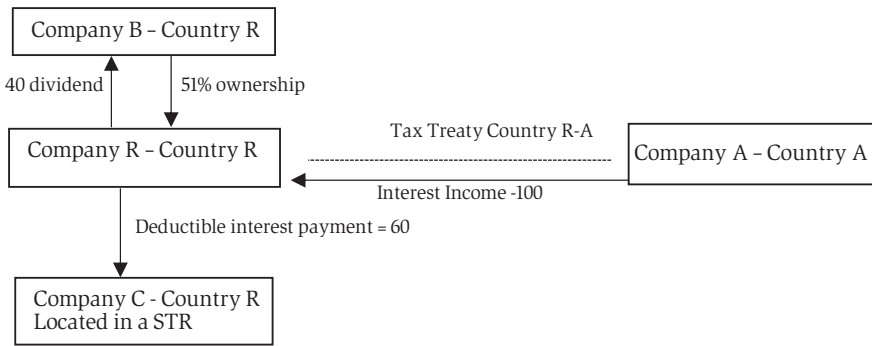 Company B – Country R
40 dividend
51% ownership
Tax Treaty Country R-A
Company R – Country R
Company A – Country A
Interest Income -100
Deductible interest payment = 60
Company C - Country R
Located in a STR